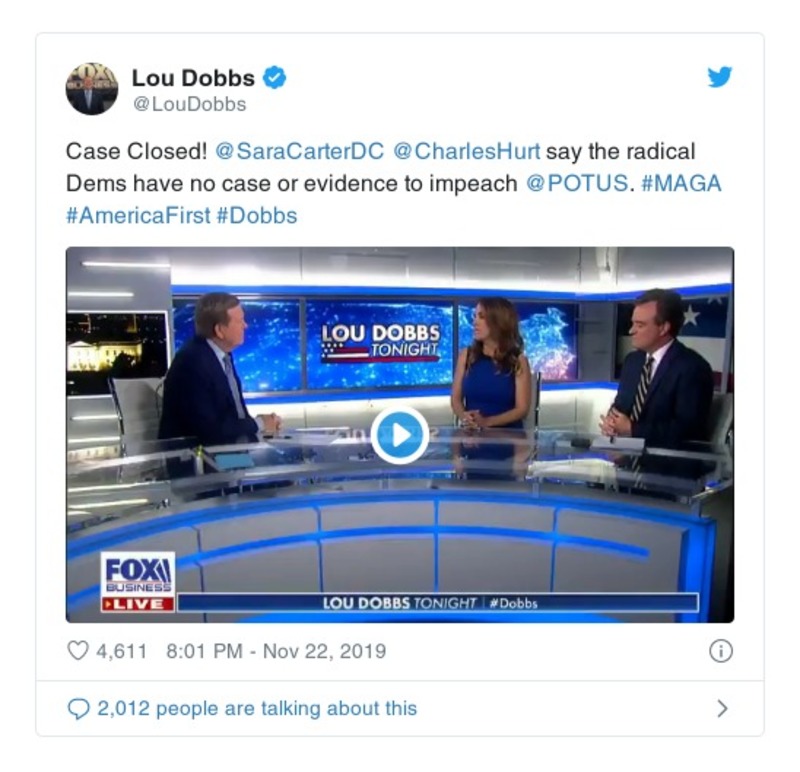 Lou Dobbs
@LouDobbs
Case Closed! @SaraCarterDC @CharlesHurt say the radical
Dems have no case or evidence to impeach @POTUS. #MAGA
#AmericaFirst #Dobbs
LOU DOBBS
TONIGHT
FOX
BUSINESS
LIVE
LOU DOBBS TONIGHT | #Dobbs
4,611 8:01 PM - Nov 22, 2019
2,012 people are talking about this